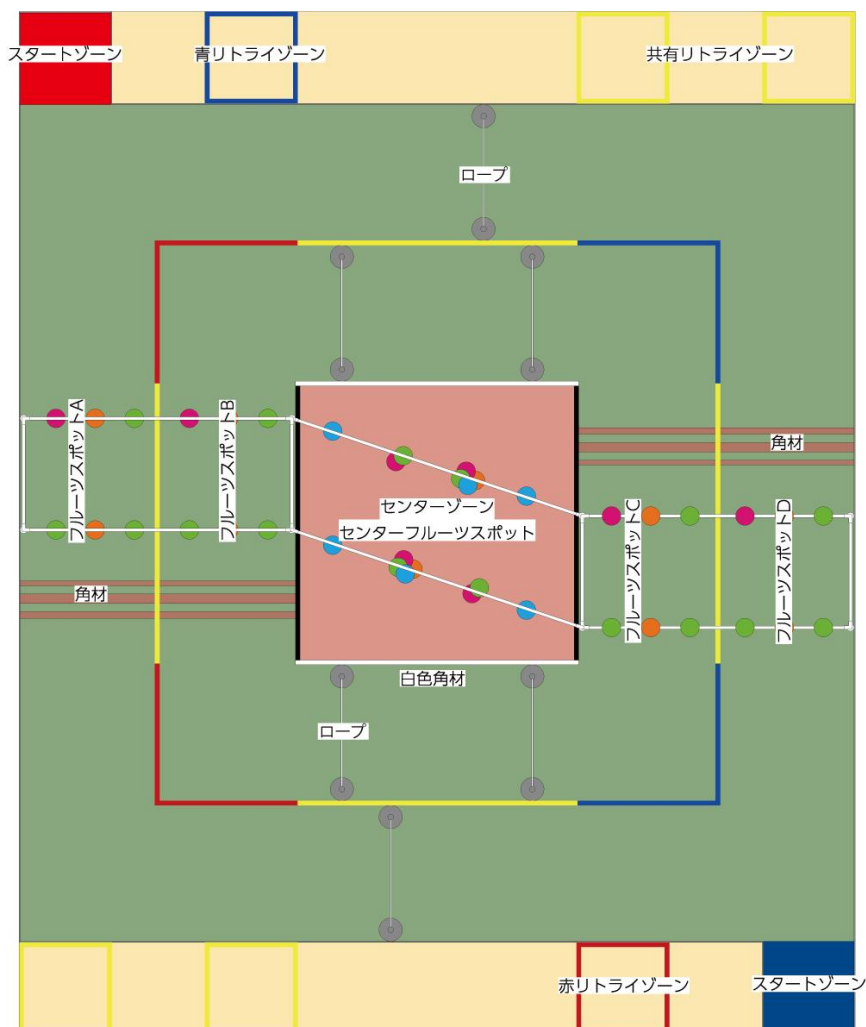 スタートゾーン
青リトライゾーン
共有リトライゾーン
ロープ
フルーツスポットA
フルーツスポットB
角材
センターゾーン
センターフルーツスポット
フルーツスポットC
フルーツスポットD
角材
白色角材
ロープ
赤リトライゾーン
スタートゾーン